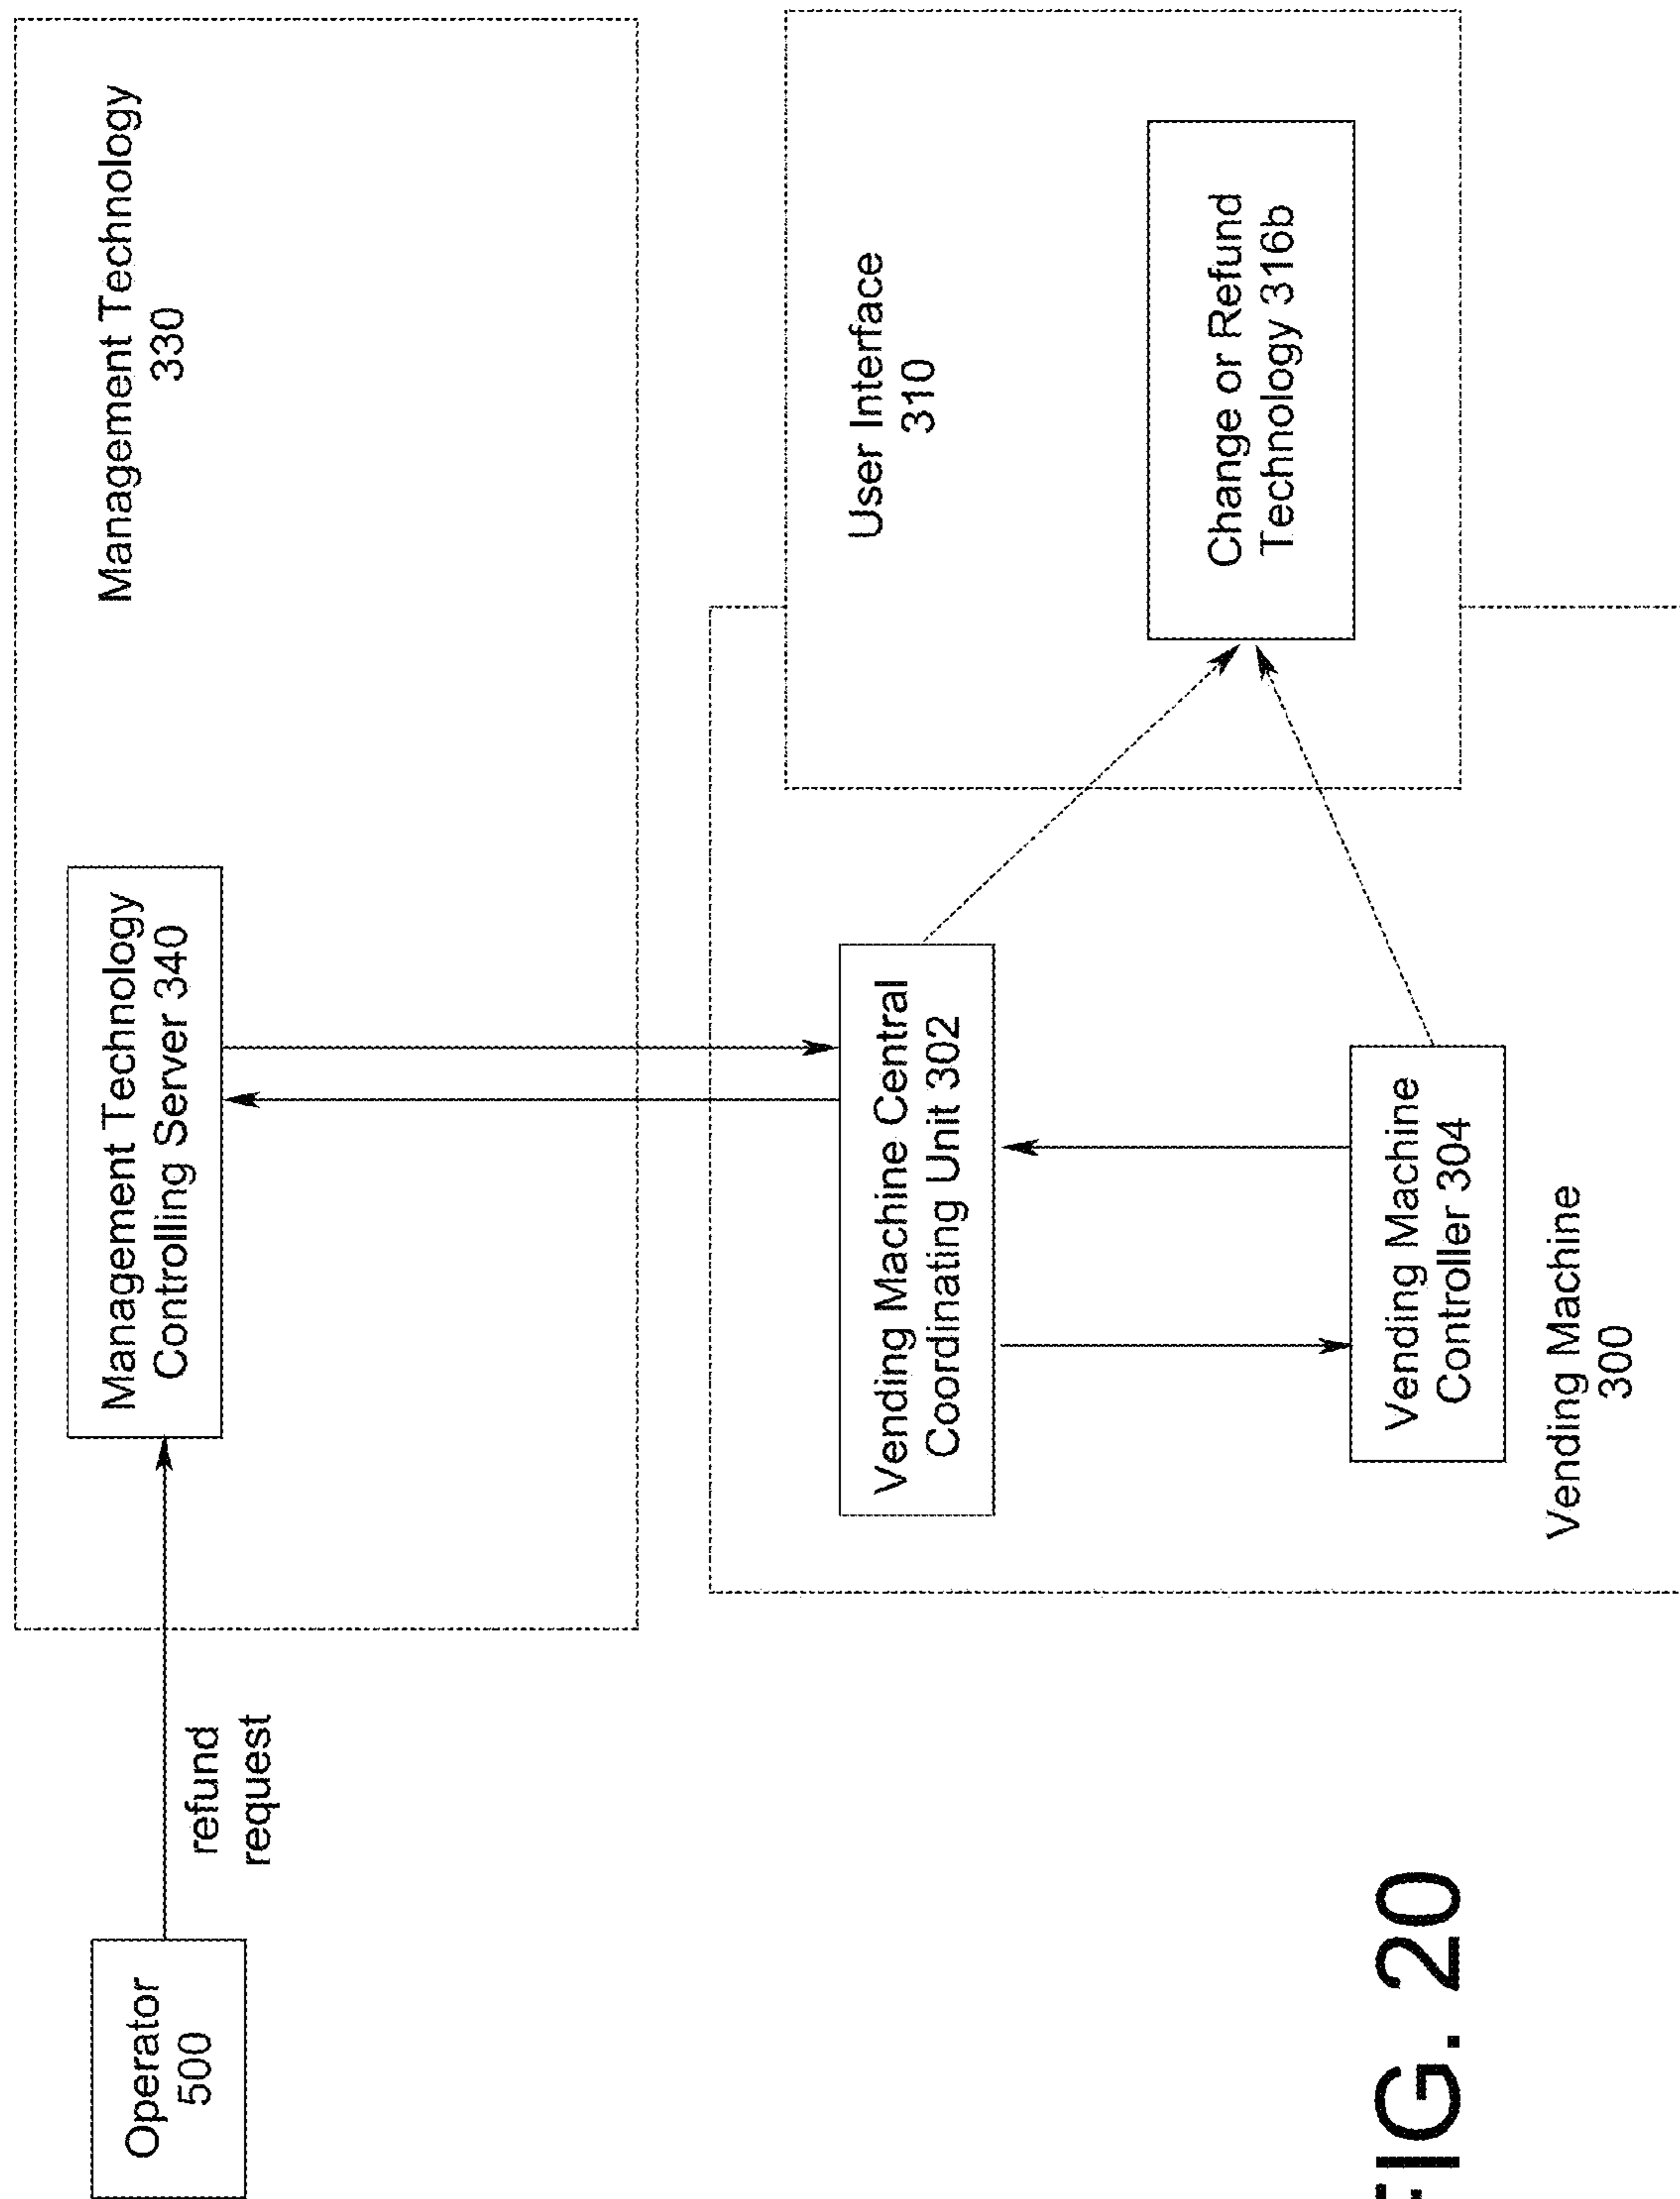 Operator
500
refund
request
Management Technology
Controlling Server 340
Management Technology
330
Vending Machine Central
Coordinating Unit 302
User Interface
310
Change or Refund
Technology 316b
Vending Machine
Controller 304
Vending Machine
300
FIG. 20